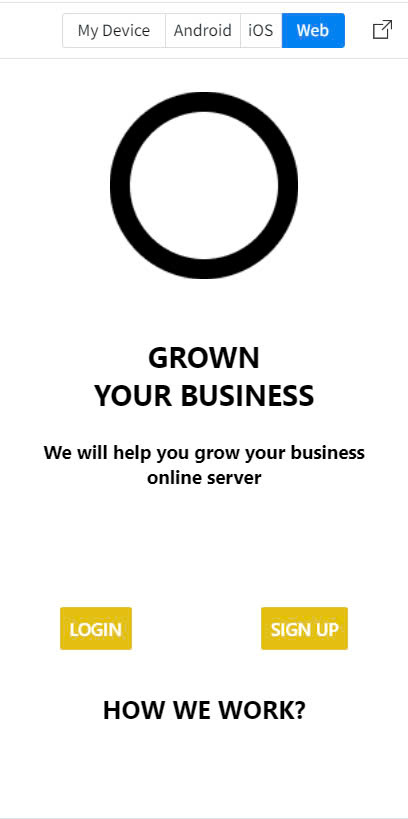 My Device Android iOS Web
GROWN
YOUR BUSINESS
We will help you grow your business
online server
LOGIN SIGN UP
HOW WE WORK?